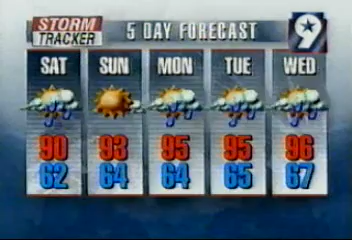 STORM
TRACKER
5 DAY FORECAST
9
SAT SUN MON TUE WED
90 93 95 95 96
62 64 64 65 67